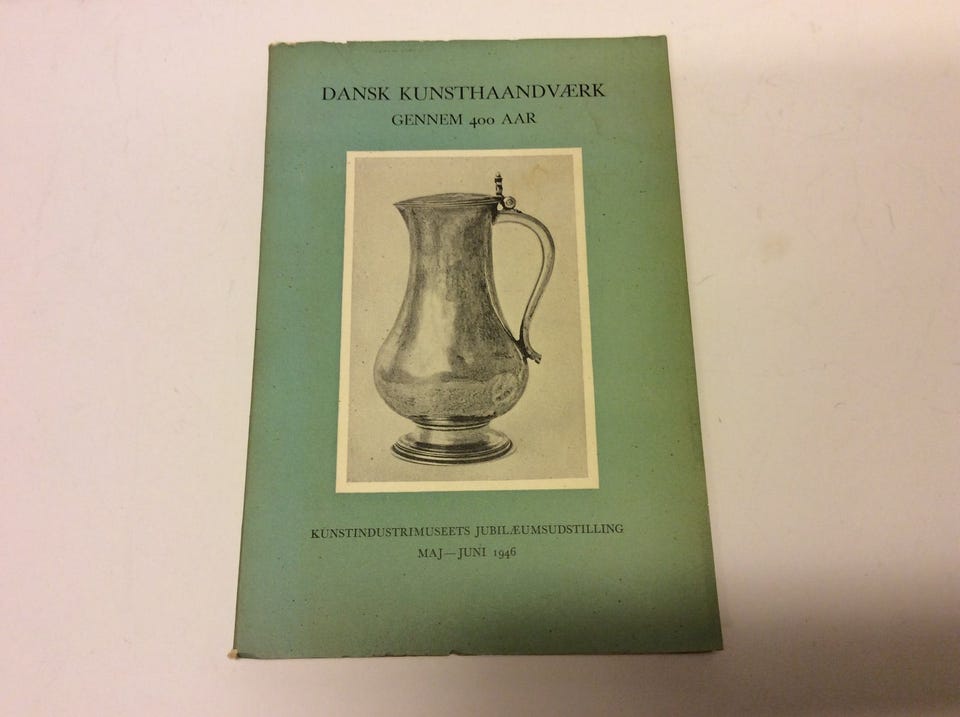 DANSK KUNSTHAANDVÆRK
GENNEM 400 AAR
KUNSTINDUSTRIMUSEETS JUBILÆUMSUDSTILLING
MAJ—JUNI 1946